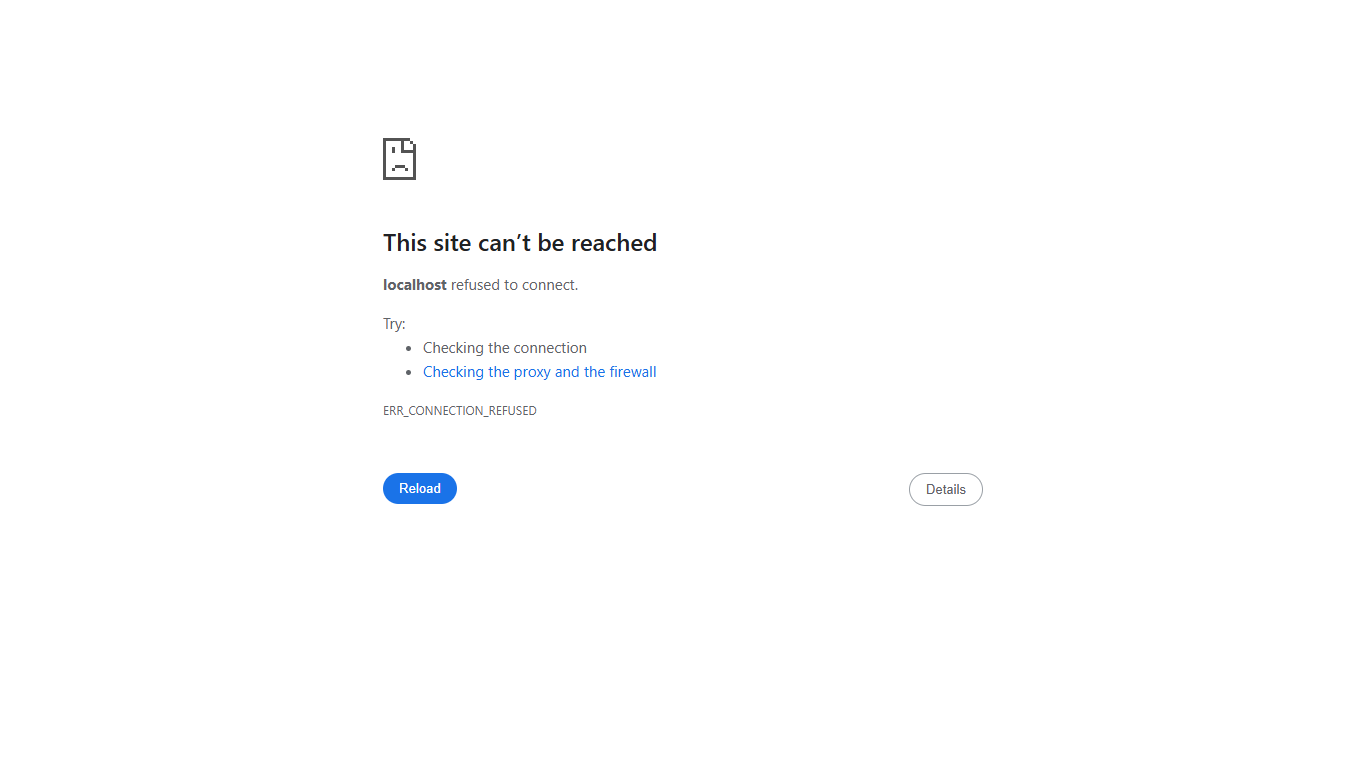 This site can’t be reached
localhost refused to connect.
Try:
Checking the connection
Checking the proxy and the firewall
ERR_CONNECTION_REFUSED
Reload
Details